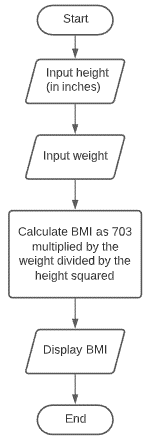 Start
Input height
(in inches)
Input weight
Calculate BMI as 703
multiplied by the
weight divided by the
height squared
Display BMI
End